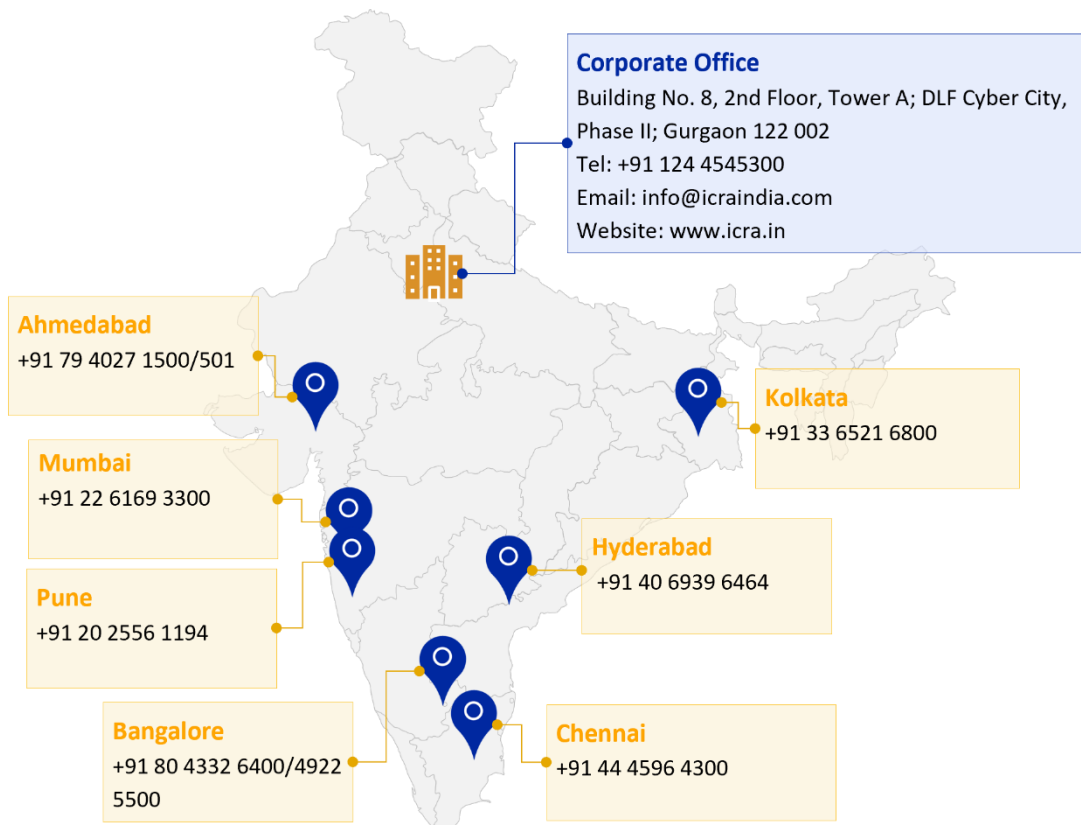 Corporate Office
Building No. 8, 2nd Floor, Tower A; DLF Cyber City,
Phase II; Gurgaon 122 002
Tel: +91 124 4545300
Email: info@icraindia.com
Website: www.icra.in
Ahmedabad
+91 79 4027 1500/501
Kolkata
+91 33 6521 6800
Mumbai
+91 22 6169 3300
Hyderabad
+91 40 6939 6464
Pune
+91 20 2556 1194
Bangalore
+91 80 4332 6400/4922
5500
Chennai
+91 44 4596 4300